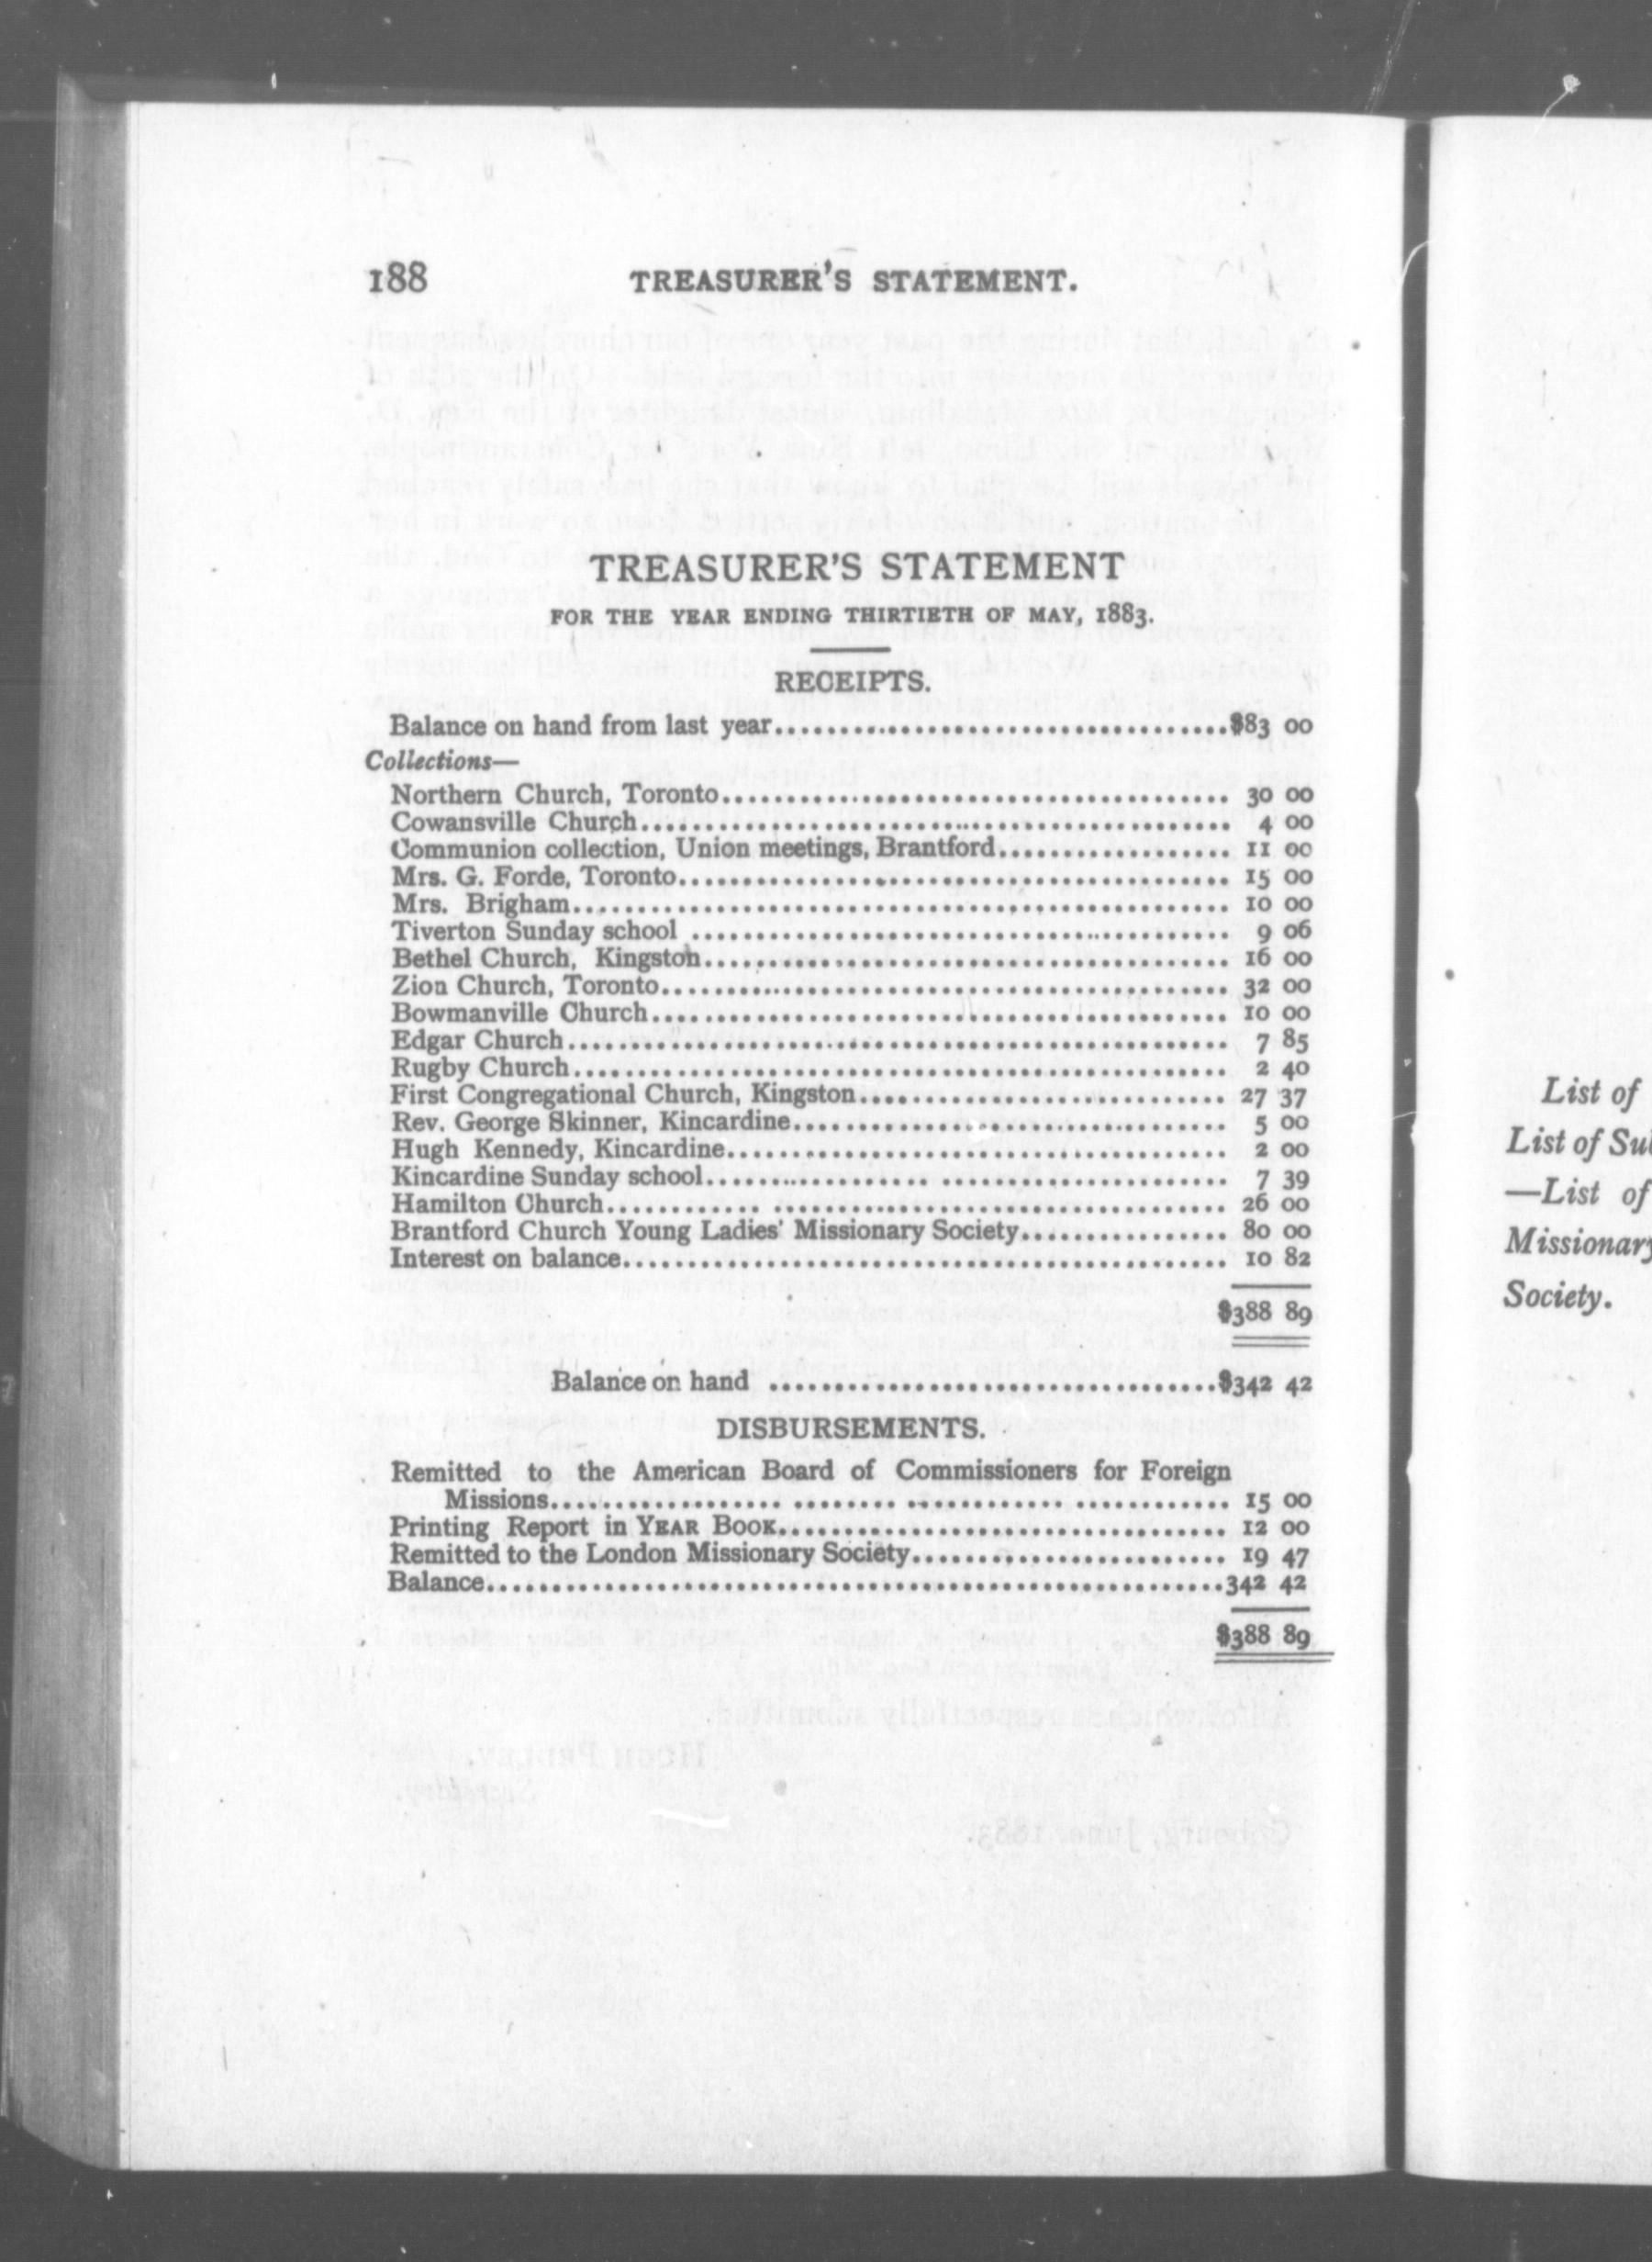 188 TREASURER'S STATEMENT.
TREASURER'S STATEMENT
FOR THE YEAR ENDING THIRTIETH OF MAY, 1883.
RECEIPTS.
Balance on hand from last year.................................$83 00
Collections—
Northern Church, Toronto....................................... 30 00
Cowansville Church............................................. 4 00
Communion collection, Union meetings, Brantford.................. 11 00
Mrs. G. Forde, Toronto.......................................... 15 00
Mrs. Brigham................................................... 10 00
Tiverton Sunday school ......................................... 9 06
Bethel Church, Kingston........................................ 16 00
Zion Church, Toronto........................................... 32 00
Bowmanville Church............................................ 10 00
Edgar Church................................................... 7 85
Rugby Church.................................................. 2 40
First Congregational Church, Kingston............................ 27 37
Rev. George Skinner, Kincardine................................. 5 00
Hugh Kennedy, Kincardine...................................... 2 00
Kincardine Sunday school................. ...................... 7 39
Hamilton Church............ ................................... 26 00
Brantford Church Young Ladies' Missionary Society................ 80 00
Interest on balance.............................................. 10 82
$388 89
Balance on hand ..................................$342 42
DISBURSEMENTS.
Remitted to the American Board of Commissioners for Foreign
Missions.................. ........ ............ ............ 15 00
Printing Report in YEAR BOOK.................................. 12 00
Remitted to the London Missionary Society........................ 19 47
Balance........................................................342 42
$388 89
List of
List of
—List of
Missionary
Society.